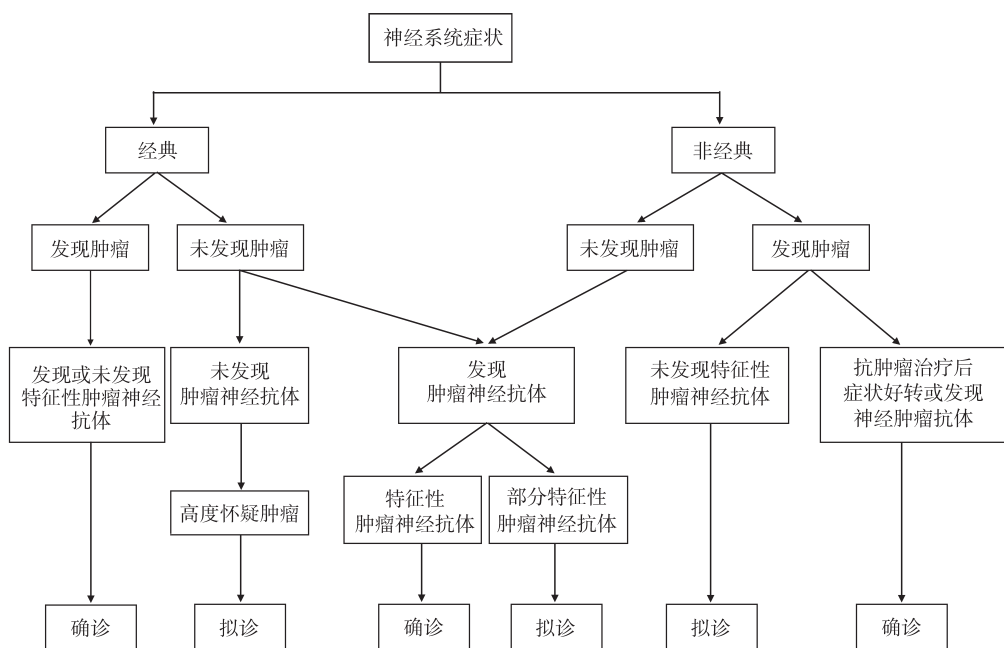 神经系统症状
经典
非经典
发现肿瘤
未发现肿瘤
未发现肿瘤
发现肿瘤
发现或未发现
特征性肿瘤神经
抗体
未发现
肿瘤神经抗体
发现
肿瘤神经抗体
未发现特征性
肿瘤神经抗体
抗肿瘤治疗后
症状好转或发现
神经肿瘤抗体
高度怀疑肿瘤
特征性
肿瘤神经抗体
部分特征性
肿瘤神经抗体
确诊
拟诊
确诊
拟诊
拟诊
确诊